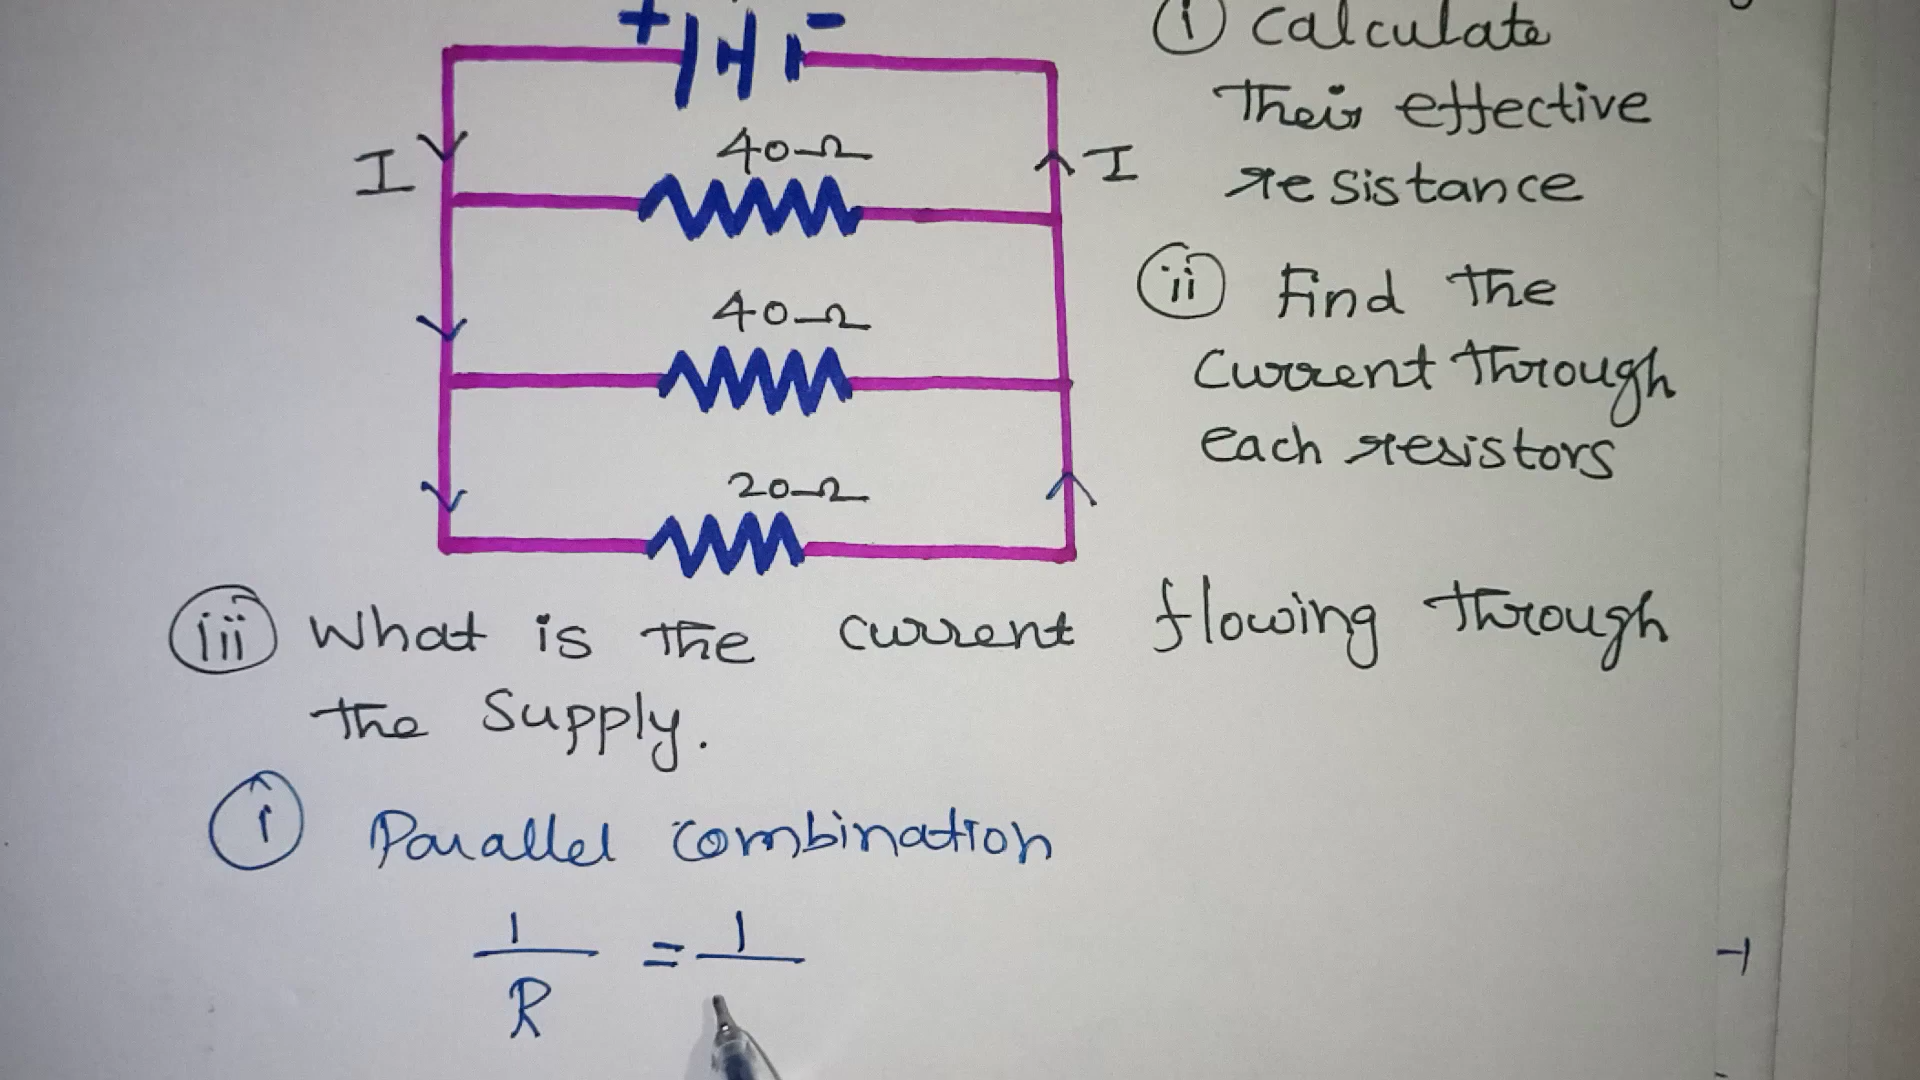 + -
(i) Calculate
Their effective
resistance
40Ω
I
I
(ii) Find The
Current Through
each resistors
40Ω
20Ω
(iii) What is The current flowing Through
The Supply.
(i) Parallel Combination
1/R = 1/